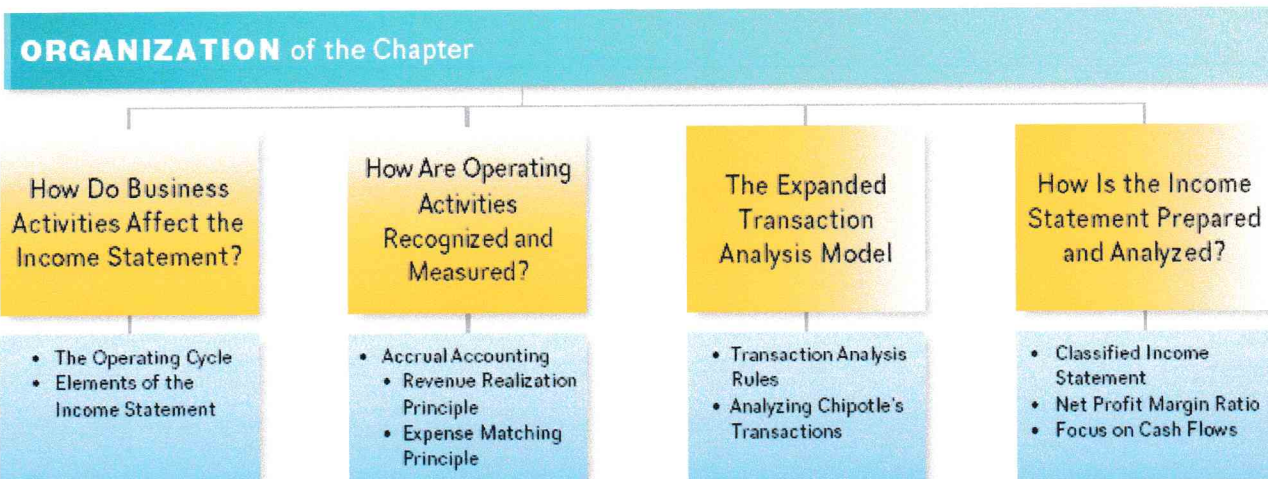 ORGANIZATION of the Chapter
How Do Business
Activities Affect the
Income Statement?
• The Operating Cycle
• Elements of the
Income Statement
How Are Operating
Activities
Recognized and
Measured?
• Accrual Accounting
• Revenue Realization
Principle
• Expense Matching
Principle
The Expanded
Transaction
Analysis Model
• Transaction Analysis
Rules
• Analyzing Chipotle's
Transactions
How Is the Income
Statement Prepared
and Analyzed?
• Classified Income
Statement
• Net Profit Margin Ratio
• Focus on Cash Flows